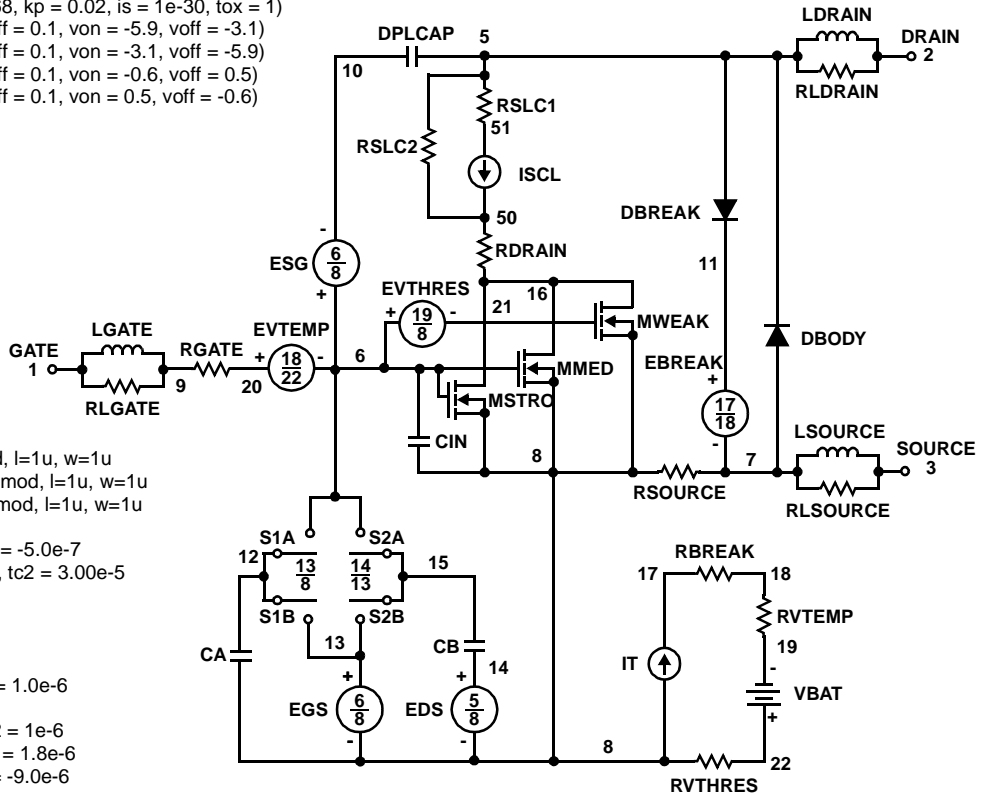 68, kp = 0.02, is = 1e-30, tox = 1)
ff = 0.1, von = -5.9, voff = -3.1)
ff = 0.1, von = -3.1, voff = -5.9)
ff = 0.1, von = -0.6, voff = 0.5)
ff = 0.1, von = 0.5, voff = -0.6)
LDRAIN
DPLCAP 5 DRAIN
10 2
RLDRAIN
RSLC1
51
RSLC2
ISCL
50
DBREAK
RDRAIN
- 
ESG 6 8
+
11
EVTHRES 16
+ 19 8 - 21
MWEAK
LGATE EVTEMP
GATE RGATE + 18 22 - 6
1 9 20
RLGATE
MMED
MSTRO
EBREAK
+
17 18
-
DBODY
CIN
8
LSOURCE
7 SOURCE
3
RSOURCE
RLSOURCE
d, l=1u, w=1u
mod, l=1u, w=1u
mod, l=1u, w=1u
= -5.0e-7
, tc2 = 3.00e-5
S1A S2A
12 13 8 14 13 15
S1B S2B
13
CA CB
14
+ +
EGS 6 8 EDS 5 8
- -
RBREAK
17 18
RVTEMP
19
IT -
VBAT
+
8 22
RVTHRES
= 1.0e-6
2 = 1e-6
= 1.8e-6
= -9.0e-6